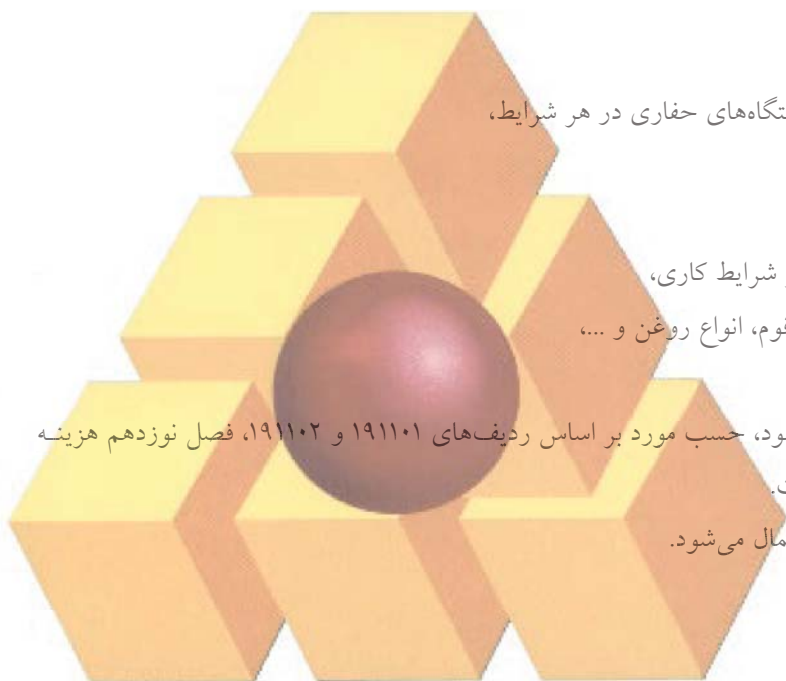 تگاه‌های حفاری در هر شرایط،
شرایط کاری،
فوم، انواع روغن و ...،
ود، حسب مورد بر اساس ردیف‌های ۱۹۱۱۰۱ و ۱۹۱۱۰۲، فصل نوزدهم هزینـه
مال می‌شود.